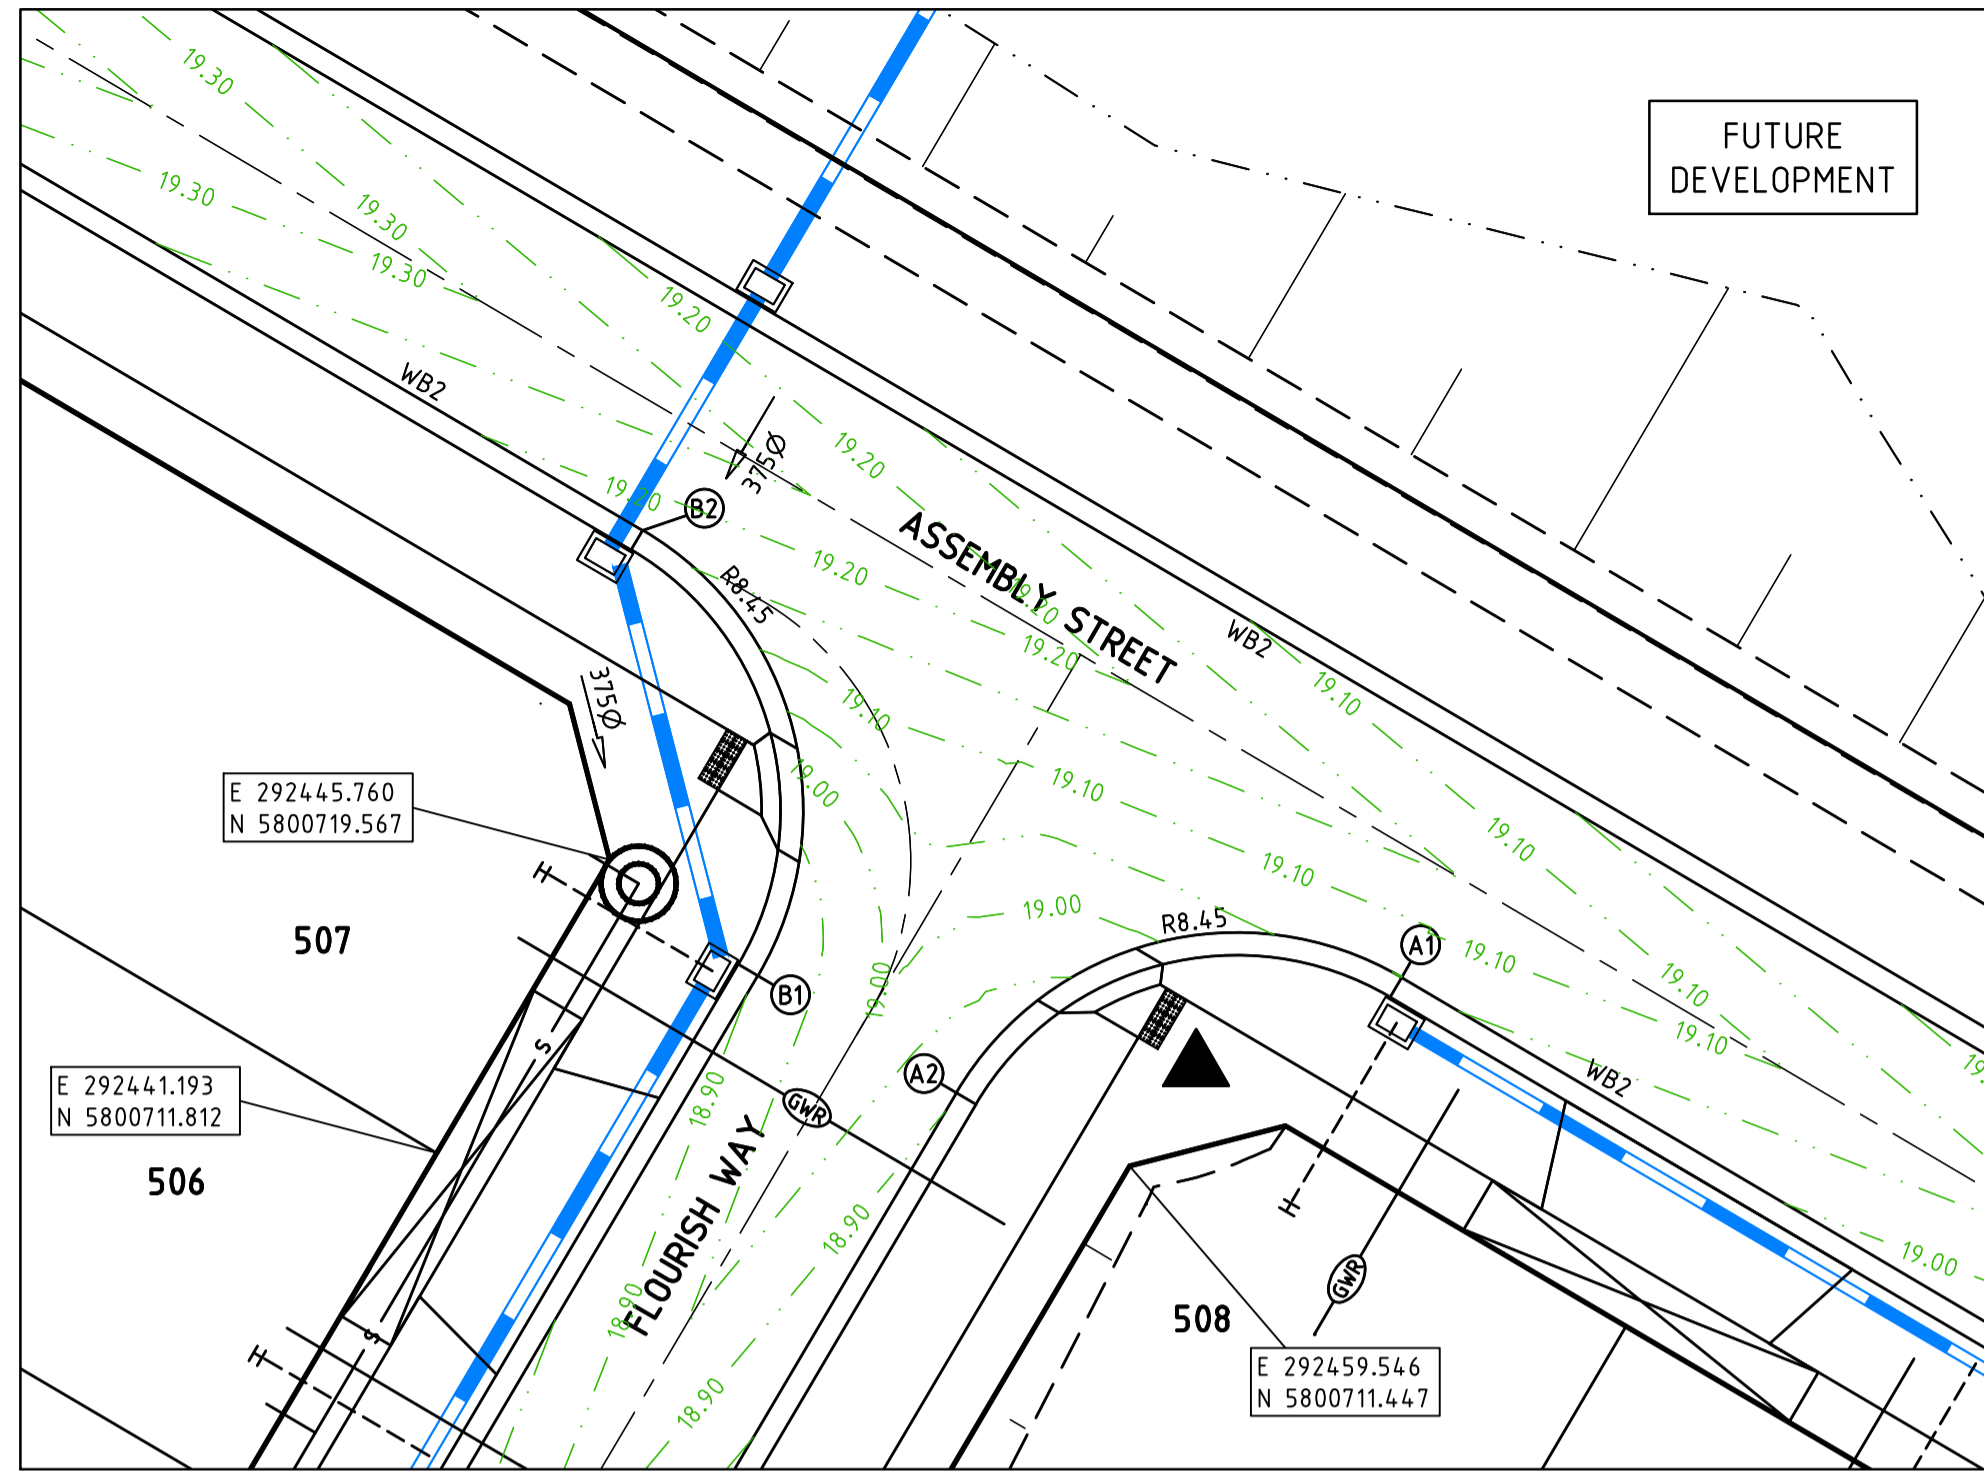 19.30
FUTURE
DEVELOPMENT
19.30
19.30
19.30
19.20
WB2
375Ø
19.20
19.20
B2
ASSEMBLY STREET
19.20
R8.45
19.20
19.20
WB2
375Ø
19.10
19.10
19.00
19.10
E 292445.760
N 5800719.567
19.10
19.10
H
19.00
R8.45
507
A1
19.10
19.00
B1
19.10
19.10
S
GWR
A2
WB2
E 292441.193
N 5800711.812
18.90
506
FLOURISH WAY
H
18.90
19.00
GWR
508
18.90
S
H
E 292459.546
N 5800711.447
18.90